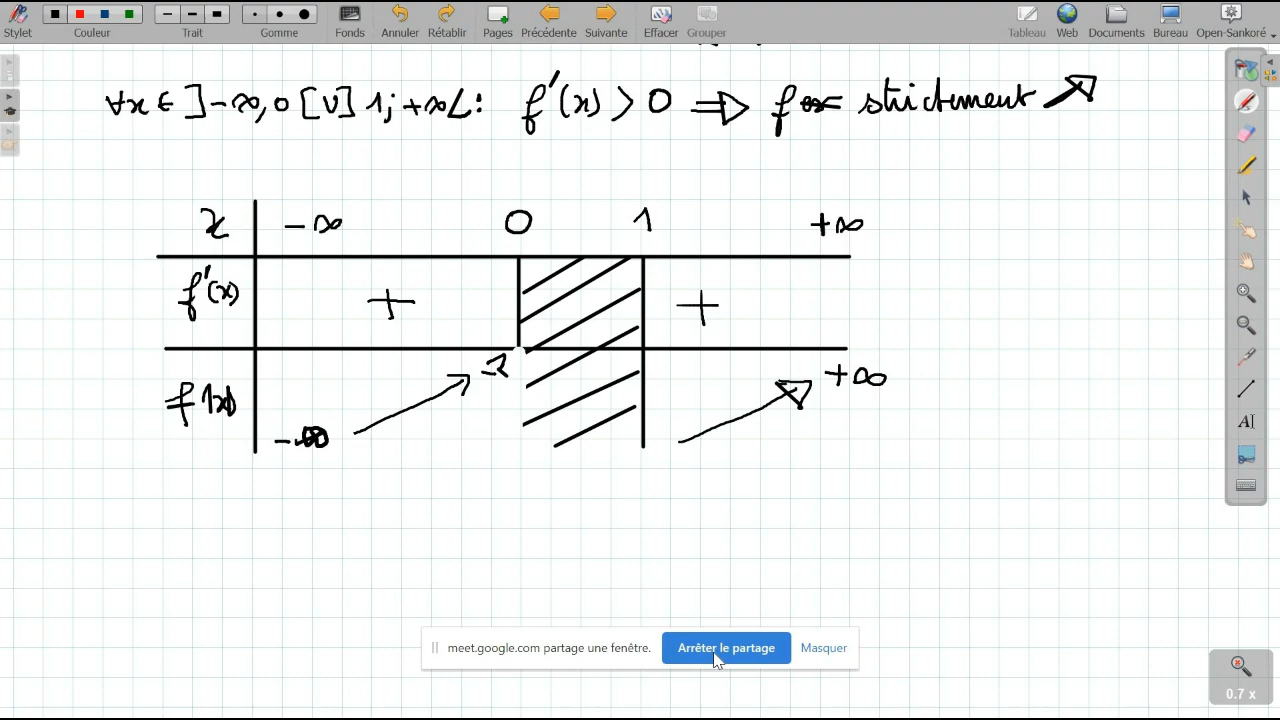 Stylet Couleur Trait Gomme Fonds Annuler Rétablir Pages Précédente Suivante Effacer Grouper Tableau Web Documents Bureau Open-Sankoré
∀x ∈ ]-∞,0[ ∪ ]1;+∞[: f'(x) > 0 ⇒ f strictement ↗
x -∞ 0 1 +∞
f'(x) + +
-2 +∞
f(x)
-∞
meet.google.com partage une fenêtre. Arrêter le partage Masquer
0.7 x